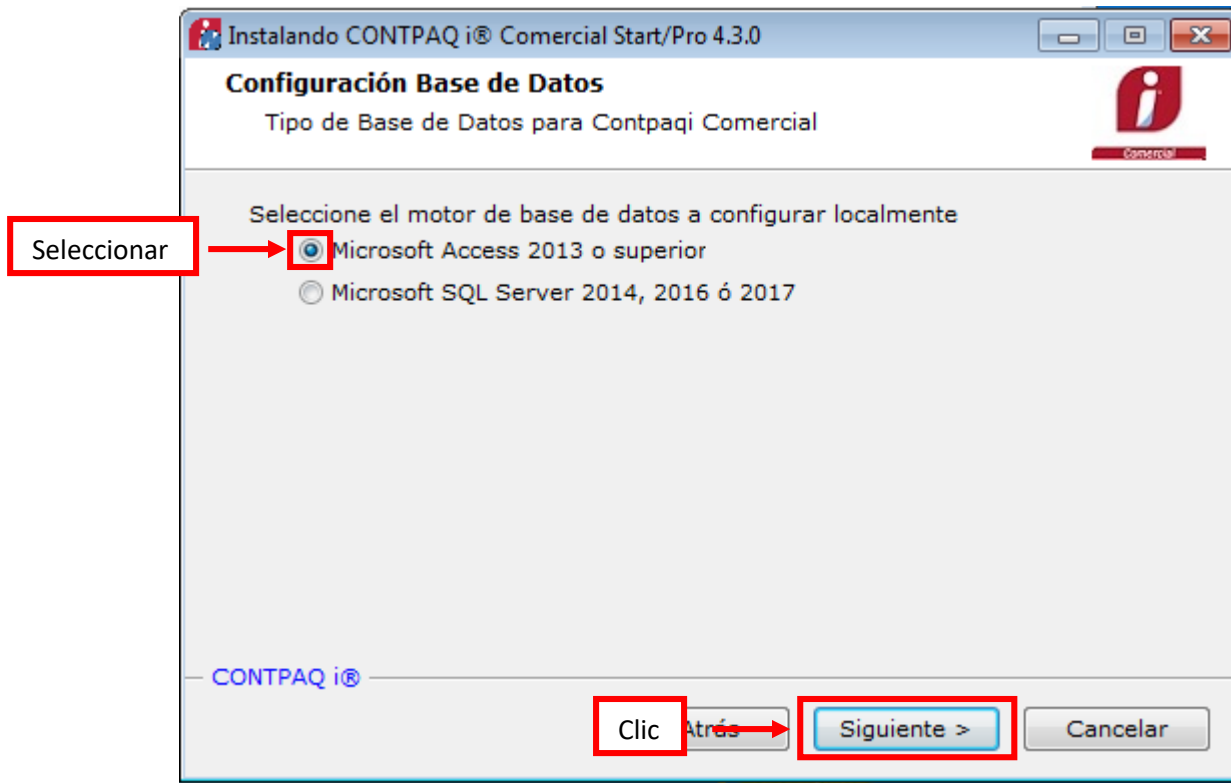 Instalando CONTPAQ i® Comercial Start/Pro 4.3.0
Configuración Base de Datos
Tipo de Base de Datos para Contpaqi Comercial
Comercial
Seleccione el motor de base de datos a configurar localmente
Seleccionar
Microsoft Access 2013 o superior
Microsoft SQL Server 2014, 2016 ó 2017
CONTPAQ i®
Clic
Atrás
Siguiente >
Cancelar